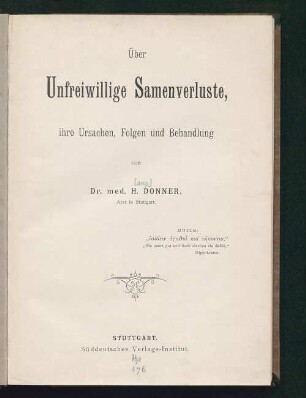 Über
Unfreiwillige Samenverluste,
ihre Ursachen, Folgen und Behandlung
von
Dr. med. H. DONNER,
Arzt in Stuttgart.
MOTTO:
STUTTGART.
Süddeutsches Verlags-Institut.